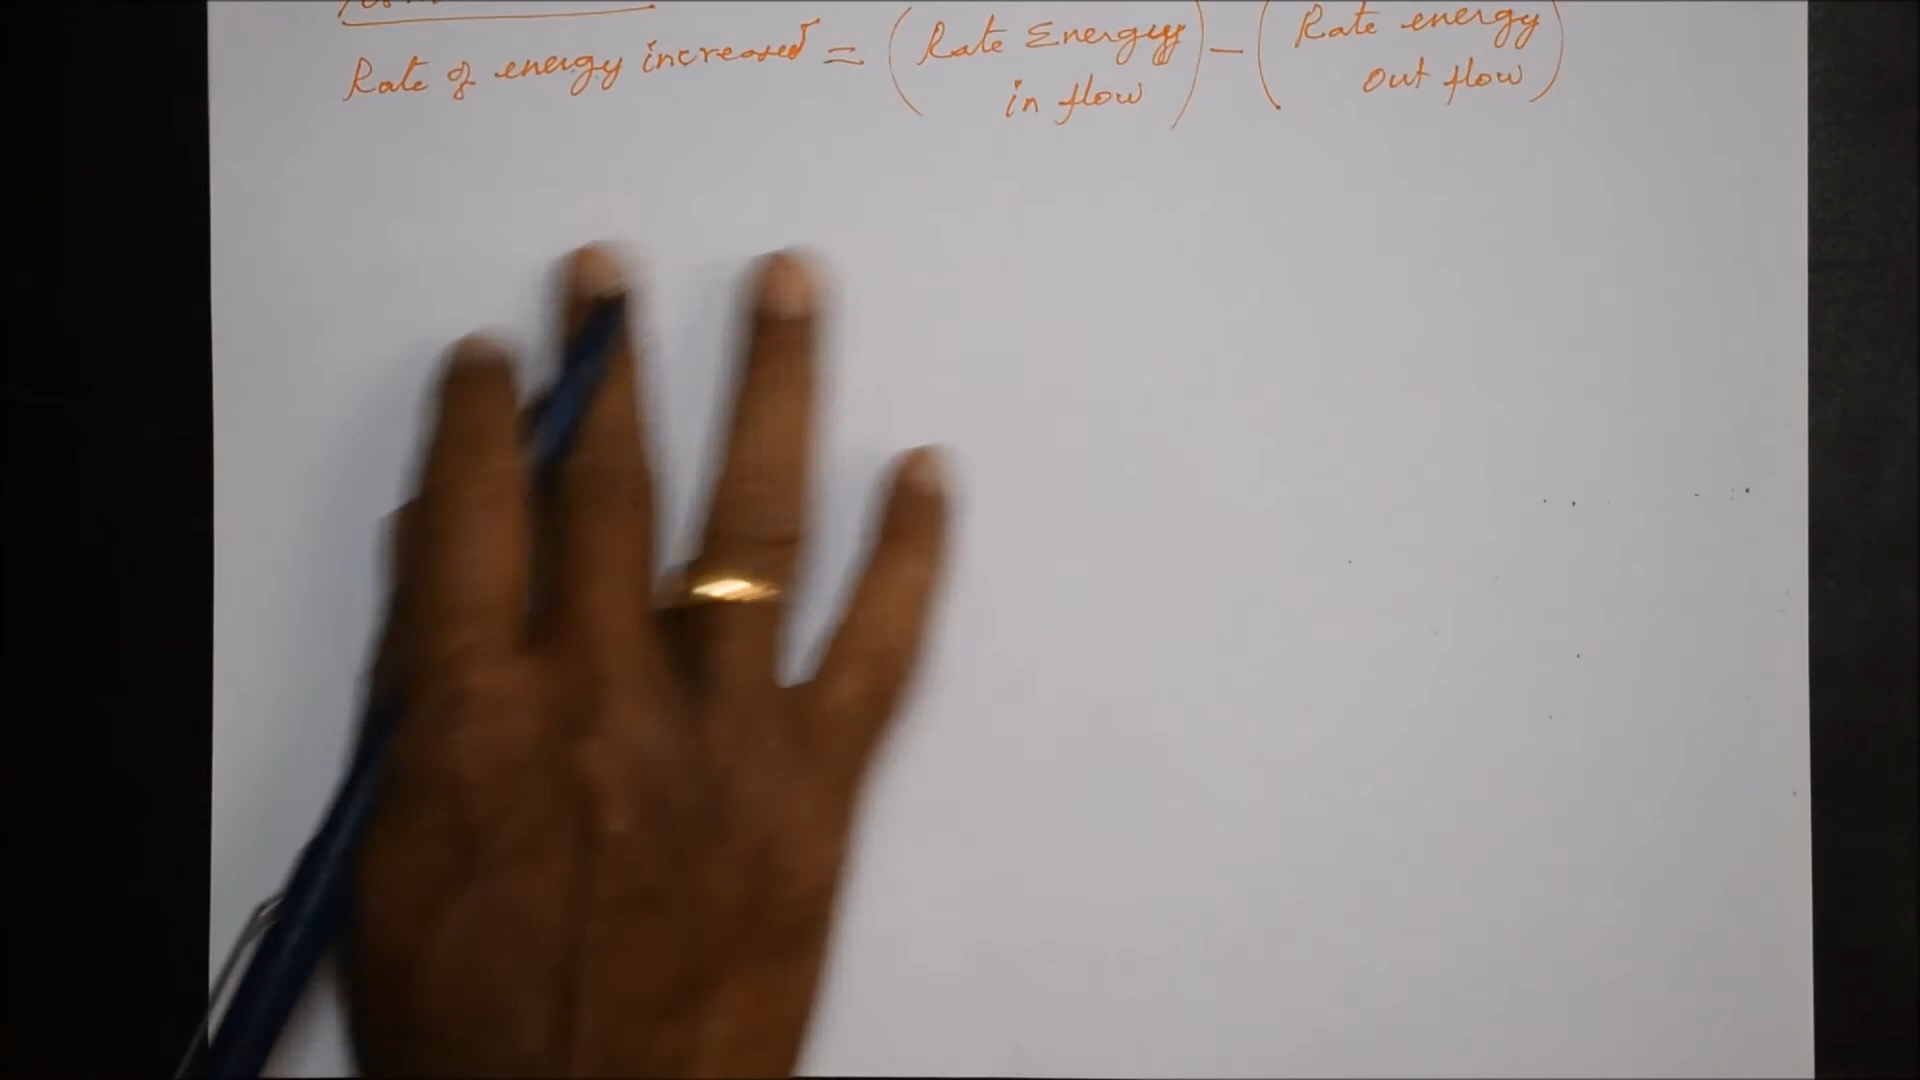 Rate of energy increased = (Rate Energy in flow) - (Rate energy out flow)